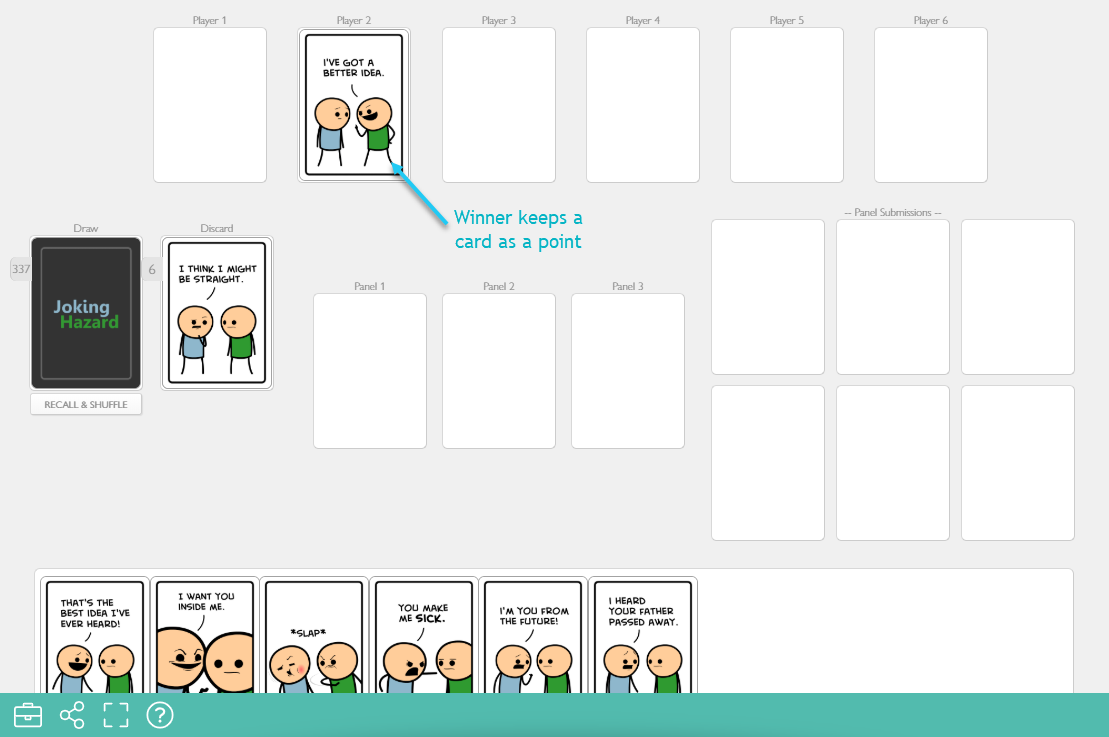 Player 1
Player 2
Player 3
Player 4
Player 5
Player 6
I'VE GOT A
BETTER IDEA.
Winner keeps a
card as a point
-- Panel Submissions --
Draw
Discard
337
6
Joking
Hazard
I THINK I MIGHT
BE STRAIGHT.
RECALL & SHUFFLE
Panel 1
Panel 2
Panel 3
THAT'S THE
BEST IDEA I'VE
EVER HEARD!
I WANT YOU
INSIDE ME.
*SLAP*
YOU MAKE
ME SICK.
I'M YOU FROM
THE FUTURE!
I HEARD
YOUR FATHER
PASSED AWAY.
?